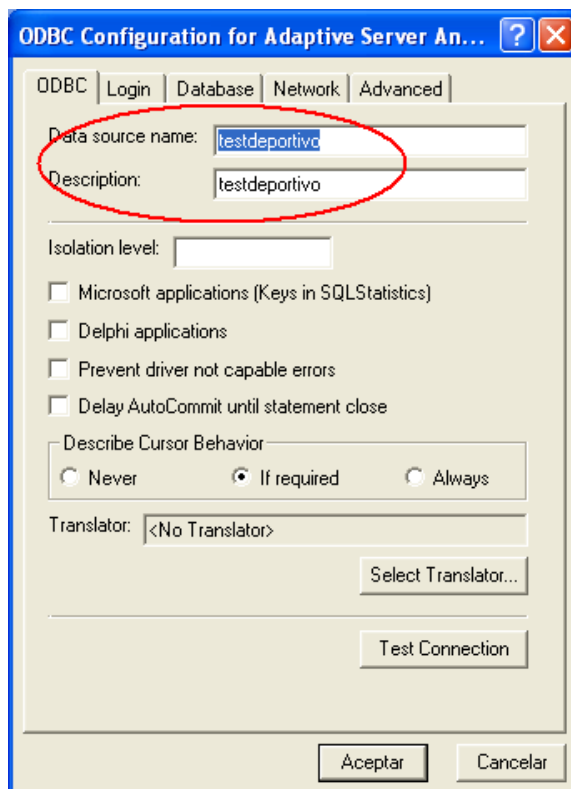 ODBC Configuration for Adaptive Server An...
ODBC Login Database Network Advanced
Data source name: testdeportivo
Description: testdeportivo
Isolation level:
Microsoft applications (Keys in SQLStatistics)
Delphi applications
Prevent driver not capable errors
Delay AutoCommit until statement close
Describe Cursor Behavior
Never If required Always
Translator: <No Translator>
Select Translator...
Test Connection
Aceptar Cancelar